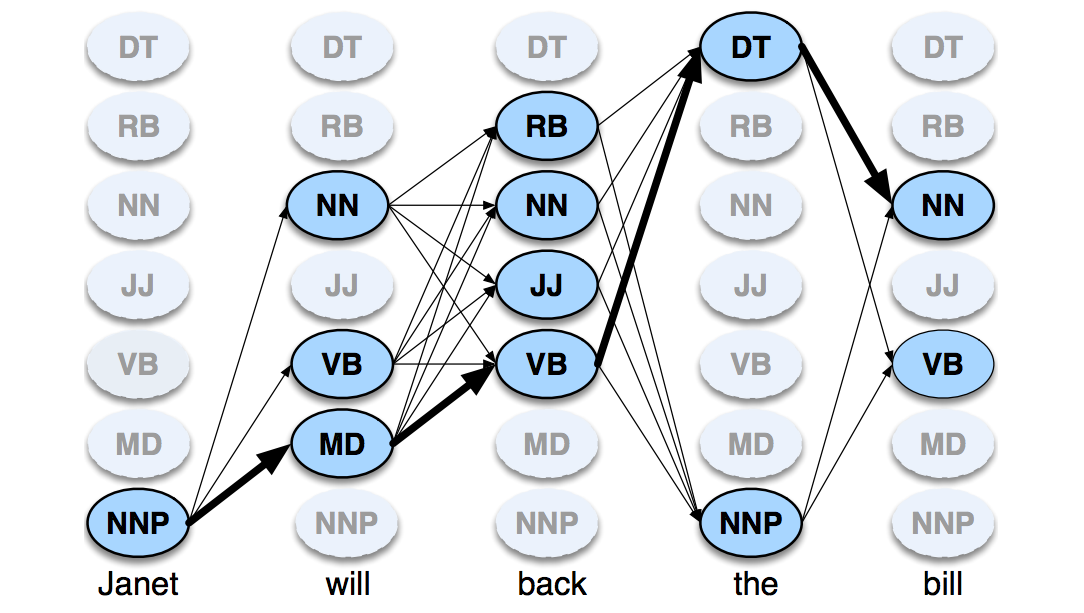 DT DT DT DT DT
RB RB RB RB RB
NN NN NN NN NN
JJ JJ JJ JJ JJ
VB VB VB VB VB
MD MD MD MD MD
NNP NNP NNP NNP NNP
Janet will back the bill